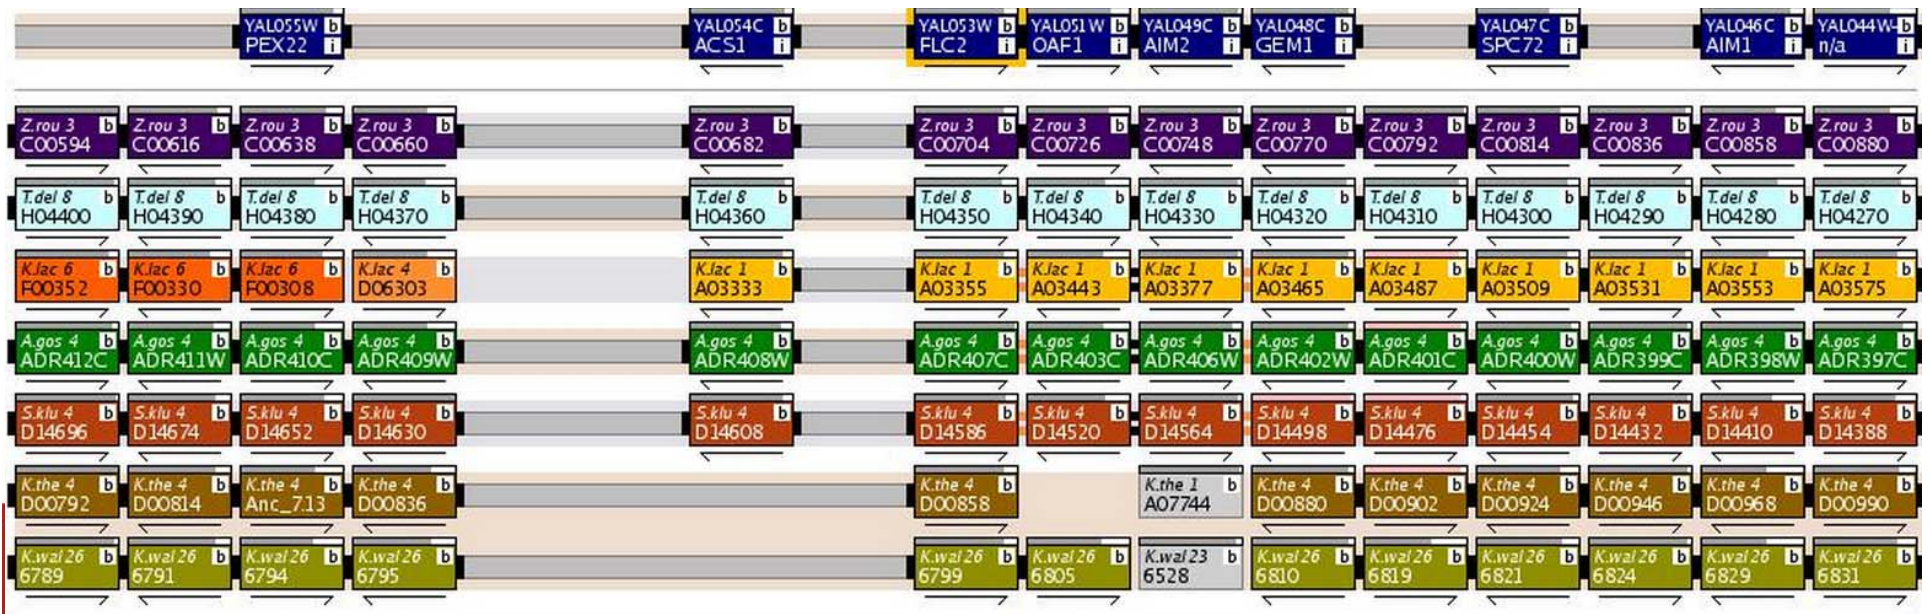 YAL055W b YAL054C b YAL053W b YAL051W b YAL049C b YAL048C b YAL047C b YAL046C b YAL044W- b
PEX22 i ACS1 i FLC2 i OAF1 i AIM2 i GEM1 i SPC72 i AIM1 i n/a i
Z.rou 3 b Z.rou 3 b Z.rou 3 b Z.rou 3 b Z.rou 3 b Z.rou 3 b Z.rou 3 b Z.rou 3 b Z.rou 3 b Z.rou 3 b Z.rou 3 b Z.rou 3 b Z.rou 3 b Z.rou 3 b
C00594 C00616 C00638 C00660 C00682 C00704 C00726 C00748 C00770 C00792 C00814 C00836 C00858 C00880
T.del 8 b T.del 8 b T.del 8 b T.del 8 b T.del 8 b T.del 8 b T.del 8 b T.del 8 b T.del 8 b T.del 8 b T.del 8 b T.del 8 b T.del 8 b T.del 8 b
H04400 H04390 H04380 H04370 H04360 H04350 H04340 H04330 H04320 H04310 H04300 H04290 H04280 H04270
K.lac 6 b K.lac 6 b K.lac 6 b K.lac 4 b K.lac 1 b K.lac 1 b K.lac 1 b K.lac 1 b K.lac 1 b K.lac 1 b K.lac 1 b K.lac 1 b K.lac 1 b K.lac 1 b
F00352 F00330 F00308 D06303 A03333 A03355 A03443 A03377 A03465 A03487 A03509 A03531 A03553 A03575
A.gos 4 b A.gos 4 b A.gos 4 b A.gos 4 b A.gos 4 b A.gos 4 b A.gos 4 b A.gos 4 b A.gos 4 b A.gos 4 b A.gos 4 b A.gos 4 b A.gos 4 b A.gos 4 b
ADR412C ADR411W ADR410C ADR409W ADR408W ADR407C ADR403C ADR406W ADR402W ADR401C ADR400W ADR399C ADR398W ADR397C
S.klu 4 b S.klu 4 b S.klu 4 b S.klu 4 b S.klu 4 b S.klu 4 b S.klu 4 b S.klu 4 b S.klu 4 b S.klu 4 b S.klu 4 b S.klu 4 b S.klu 4 b S.klu 4 b
D14696 D14674 D14652 D14630 D14608 D14586 D14520 D14564 D14498 D14476 D14454 D14432 D14410 D14388
K.the 4 b K.the 4 b K.the 4 b K.the 4 b K.the 4 b K.the 1 b K.the 4 b K.the 4 b K.the 4 b K.the 4 b K.the 4 b K.the 4 b
D00792 D00814 Anc_7.13 D00836 D00858 A07744 D00880 D00902 D00924 D00946 D00968 D00990
K.wal 26 b K.wal 26 b K.wal 26 b K.wal 26 b K.wal 26 b K.wal 26 b K.wal 23 b K.wal 26 b K.wal 26 b K.wal 26 b K.wal 26 b K.wal 26 b K.wal 26 b
6789 6791 6794 6795 6799 6805 6528 6810 6819 6821 6824 6829 6831